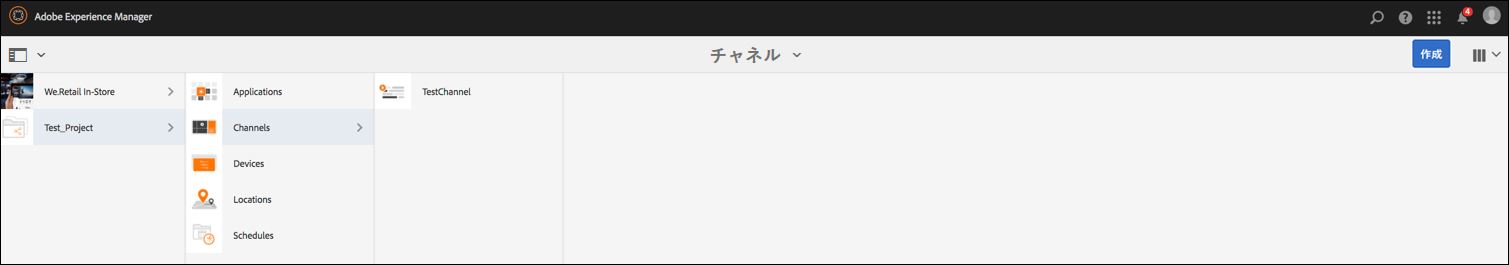 Adobe Experience Manager
4
チャネル
作成
We.Retail In-Store
Test_Project
Applications
Channels
Devices
Locations
Schedules
TestChannel